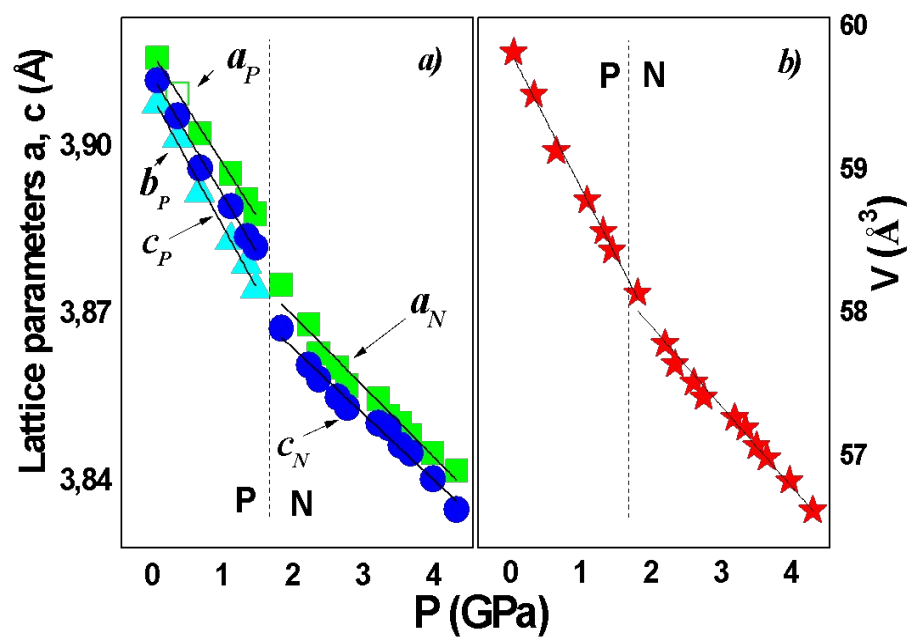 Lattice parameters a, c (Å)
3,90
3,87
3,84
a)
a_P
b_P
c_P
a_N
c_N
P N
0 1 2 3 4
b)
P N
0 1 2 3 4
60
59
58
57
V (Å³)
P (GPa)